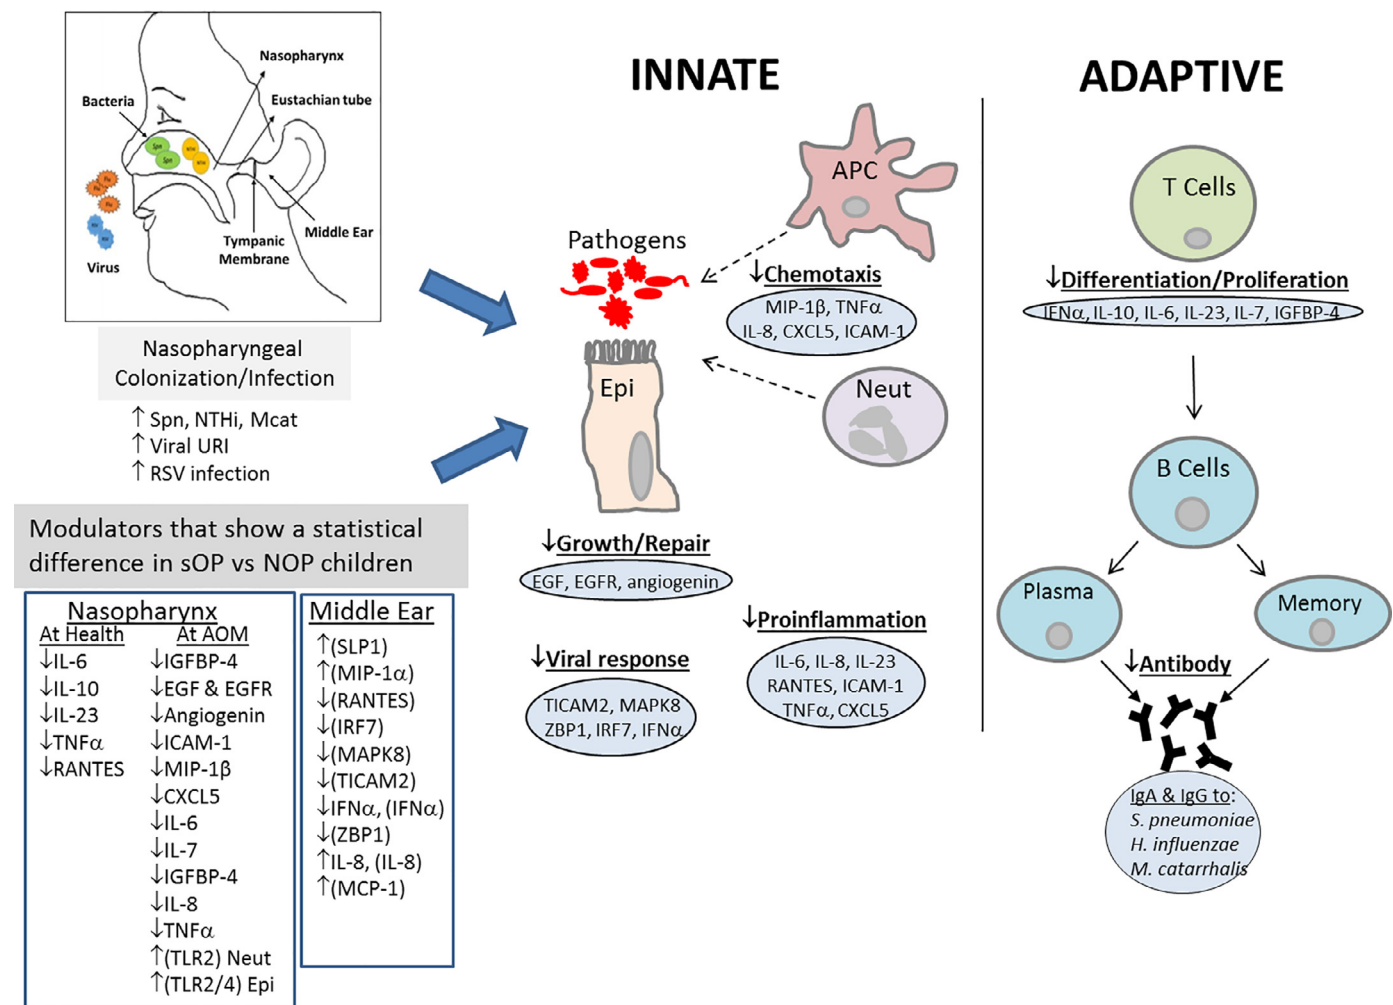 Nasopharynx
Eustachian tube
Bacteria
Spn
Spn
Virus
Tympanic
Membrane
Middle Ear
Nasopharyngeal
Colonization/Infection
↑ Spn, NTHi, Mcat
↑ Viral URI
↑ RSV infection
Modulators that show a statistical
difference in sOP vs NOP children
Nasopharynx
At Health
↓IL-6
↓IL-10
↓IL-23
↓TNFα
↓RANTES
At AOM
↓IGFBP-4
↓EGF & EGFR
↓Angiogenin
↓ICAM-1
↓MIP-1β
↓CXCL5
↓IL-6
↓IL-7
↓IGFBP-4
↓IL-8
↓TNFα
↑(TLR2) Neut
↑(TLR2/4) Epi
Middle Ear
↑(SLP1)
↑(MIP-1α)
↓(RANTES)
↓(IRF7)
↓(MAPK8)
↓(TICAM2)
↓IFNα, (IFNα)
↓(ZBP1)
↑IL-8, (IL-8)
↑(MCP-1)
INNATE
APC
Pathogens
↓Chemotaxis
MIP-1β, TNFα
IL-8, CXCL5, ICAM-1
Epi
Neut
↓Growth/Repair
EGF, EGFR, angiogenin
↓Proinflammation
IL-6, IL-8, IL-23
RANTES, ICAM-1
TNFα, CXCL5
↓Viral response
TICAM2, MAPK8
ZBP1, IRF7, IFNα
ADAPTIVE
T Cells
↓Differentiation/Proliferation
IFNα, IL-10, IL-6, IL-23, IL-7, IGFBP-4
B Cells
Plasma
Memory
↓Antibody
IgA & IgG to:
S. pneumoniae
H. influenzae
M. catarrhalis